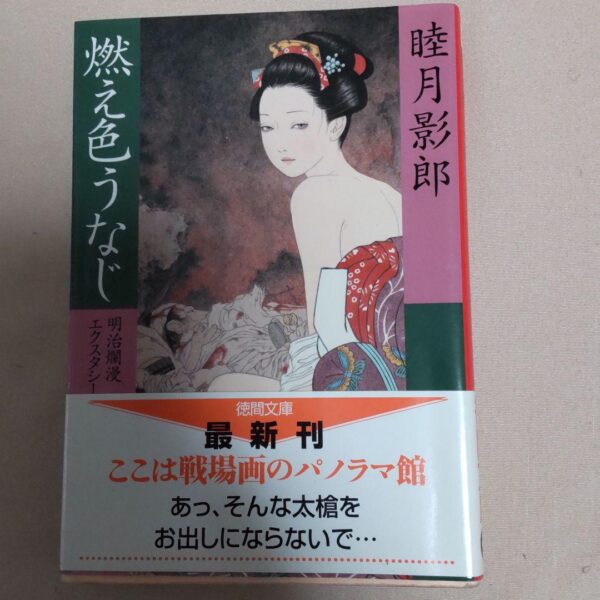 睦月影郎
燃え色うなじ
明治爛漫
エクスタシー
徳間文庫
最新刊
ここは戦場画のパノラマ館
あっ、そんな太槍を
お出しにならないで…